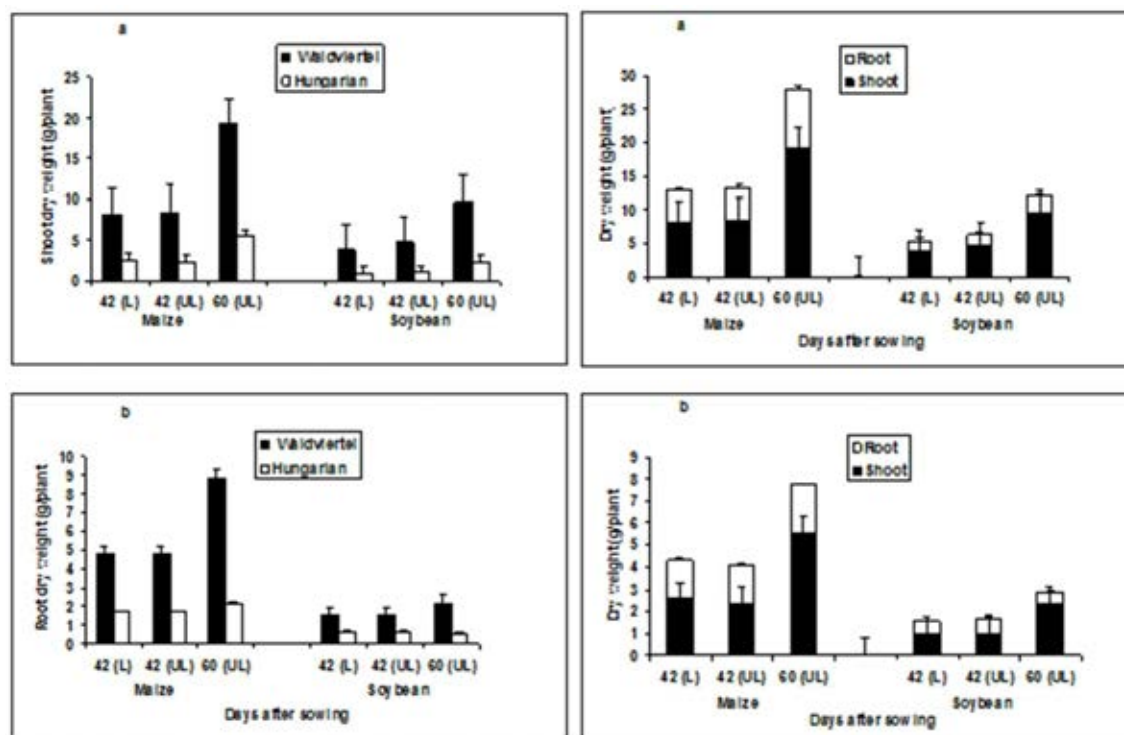 a
Waldviertel
Hungarian
Shoot dry weight (g/plant)
25
20
15
10
5
0
42 (L) 42 (UL) 60 (UL) 42 (L) 42 (UL) 60 (UL)
Maize Soybean
a
Root
Shoot
Dry weight (g/plant)
30
25
20
15
10
5
0
42 (L) 42 (UL) 60 (UL) 42 (L) 42 (UL) 60 (UL)
Maize Soybean
Days after sowing
b
Waldviertel
Hungarian
Root dry weight (g/plant)
10
9
8
7
6
5
4
3
2
1
0
42 (L) 42 (UL) 60 (UL) 42 (L) 42 (UL) 60 (UL)
Maize Soybean
Days after sowing
b
Root
Shoot
Dry weight (g/plant)
9
8
7
6
5
4
3
2
1
0
42 (L) 42 (UL) 60 (UL) 42 (L) 42 (UL) 60 (UL)
Maize Soybean
Days after sowing